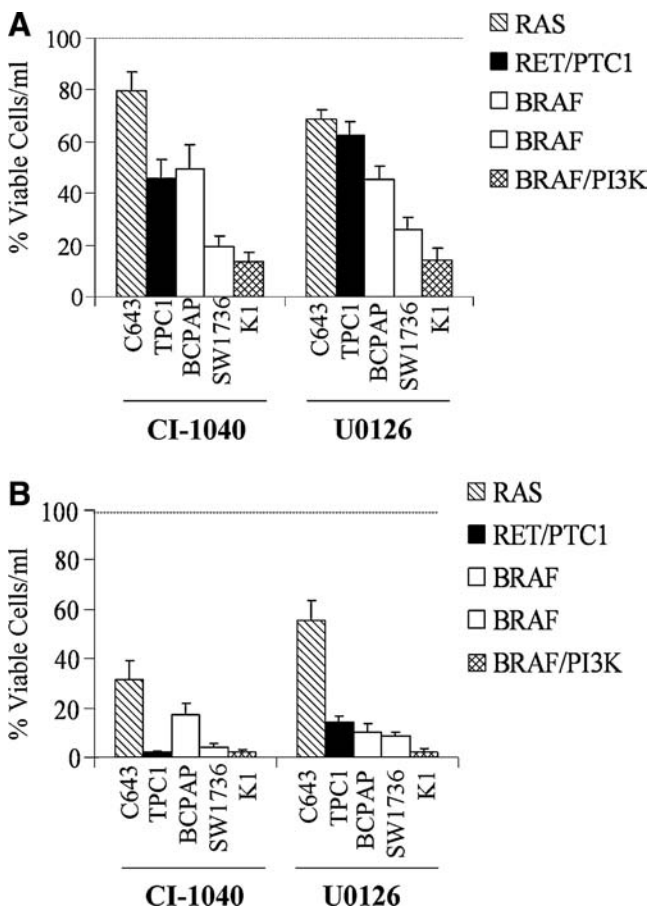 A
% Viable Cells/ml
100
80
60
40
20
0
C643
TPC1
BCPAP
SW1736
K1
C643
TPC1
BCPAP
SW1736
K1
CI-1040
U0126
RAS
RET/PTC1
BRAF
BRAF
BRAF/PI3K
B
% Viable Cells/ml
100
80
60
40
20
0
C643
TPC1
BCPAP
SW1736
K1
C643
TPC1
BCPAP
SW1736
K1
CI-1040
U0126
RAS
RET/PTC1
BRAF
BRAF
BRAF/PI3K